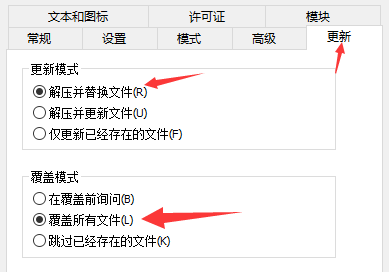 文本和图标 许可证 模块
常规 设置 模式 高级 更新
更新模式
解压并替换文件(R)
解压并更新文件(U)
仅更新已经存在的文件(F)
覆盖模式
在覆盖前询问(B)
覆盖所有文件(L)
跳过已经存在的文件(K)